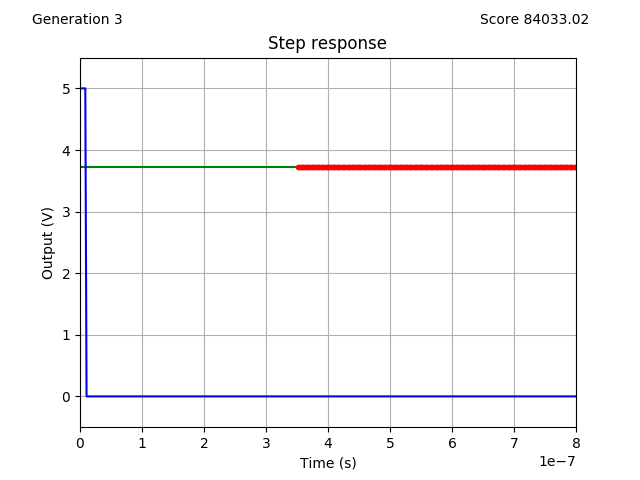 Generation 3
Score 84033.02
Step response
Output (V)
5
4
3
2
1
0
0 1 2 3 4 5 6 7 8
1e−7
Time (s)